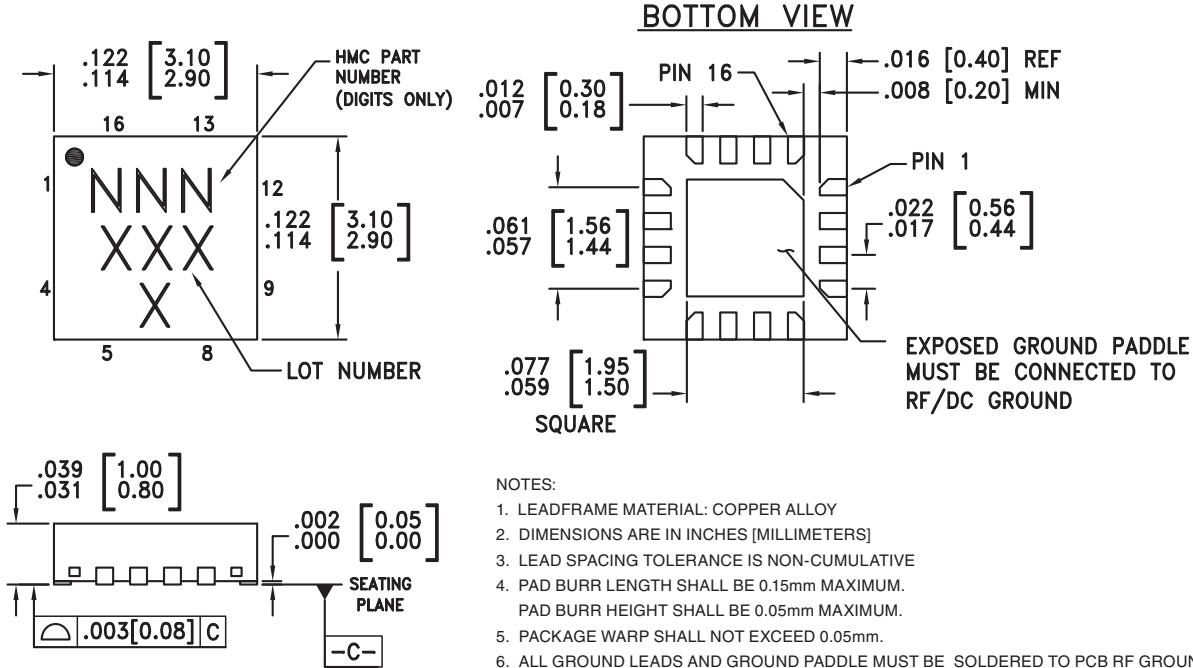 BOTTOM VIEW
.122 [3.10]
.114 [2.90]
HMC PART
NUMBER
(DIGITS ONLY)
16 13
1
NNN
XXX
X
12
.122 [3.10]
.114 [2.90]
4
9
5 8
LOT NUMBER
PIN 16
.016 [0.40] REF
.008 [0.20] MIN
.012 [0.30]
.007 [0.18]
PIN 1
.022 [0.56]
.017 [0.44]
.061 [1.56]
.057 [1.44]
.077 [1.95]
.059 [1.50]
SQUARE
EXPOSED GROUND PADDLE
MUST BE CONNECTED TO
RF/DC GROUND
.039 [1.00]
.031 [0.80]
.002 [0.05]
.000 [0.00]
SEATING
PLANE
.003[0.08] C
-C-
NOTES:
1. LEADFRAME MATERIAL: COPPER ALLOY
2. DIMENSIONS ARE IN INCHES [MILLIMETERS]
3. LEAD SPACING TOLERANCE IS NON-CUMULATIVE
4. PAD BURR LENGTH SHALL BE 0.15mm MAXIMUM.
PAD BURR HEIGHT SHALL BE 0.05mm MAXIMUM.
5. PACKAGE WARP SHALL NOT EXCEED 0.05mm.
6. ALL GROUND LEADS AND GROUND PADDLE MUST BE SOLDERED TO PCB RF